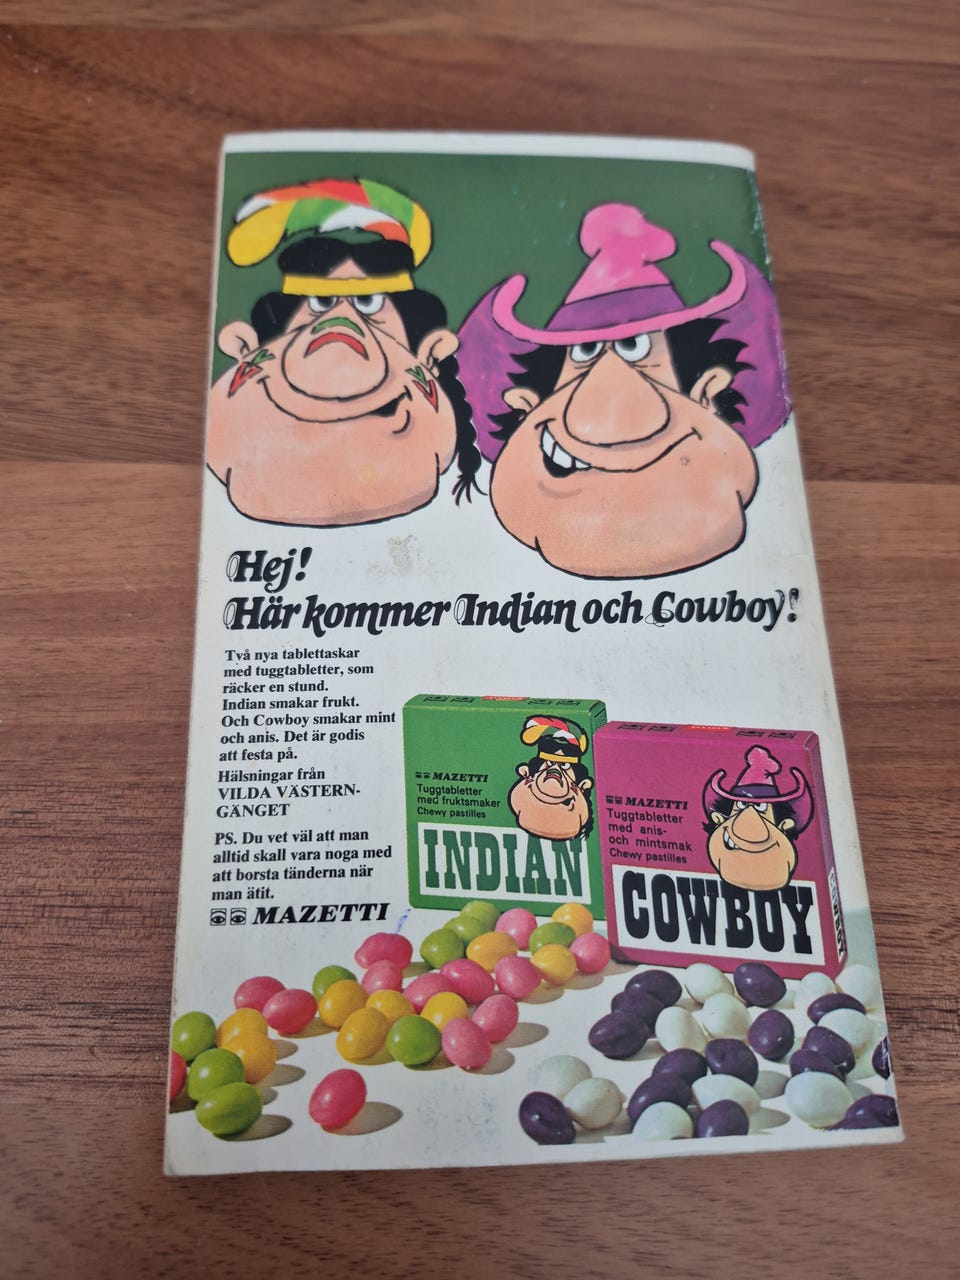 Hej!
Här kommer Indian och Cowboy!
Två nya tablettaskar
med tuggtabletter, som
räcker en stund.
Indian smakar frukt.
Och Cowboy smakar mint
och anis. Det är godis
att festa på.
Hälsningar från
VILDA VÄSTERN-
GÄNGET
PS. Du vet väl att man
alltid skall vara noga med
att borsta tänderna när
man ätit.
MAZETTI
MAZETTI
Tuggtabletter
med fruktsmaker
Chewy pastilles
INDIAN
MAZETTI
Tuggtabletter
med anis-
och mintsmak
Chewy pastilles
COWBOY